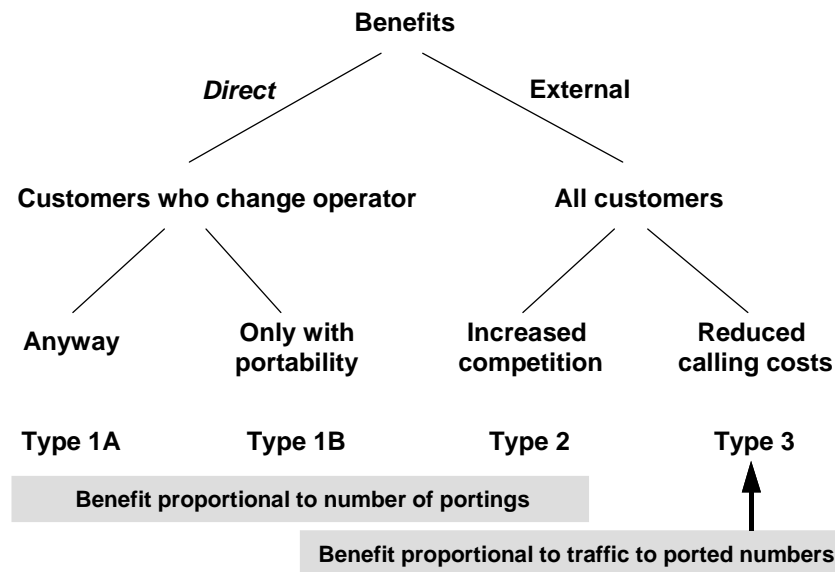 Benefits
Direct
External
Customers who change operator
All customers
Anyway
Only with
portability
Increased
competition
Reduced
calling costs
Type 1A
Type 1B
Type 2
Type 3
Benefit proportional to number of portings
Benefit proportional to traffic to ported numbers